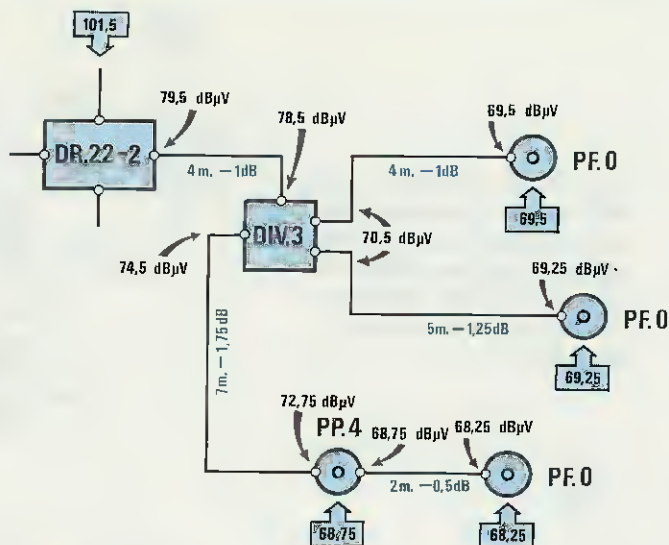 101,5
79,5 dBµV
78,5 dBµV
69,5 dBµV
DR.22-2
4m. -1dB
4m. -1dB
PF.0
69,5
DIV.3
70,5 dBµV
74,5 dBµV
69,25 dBµV.
PF.0
5m. -1,25dB
69,25
7m. -1,75dB
72,75 dBµV
PP.4
68,75 dBµV
68,25 dBµV
2m. -0,5dB
PF.0
68,75
68,25